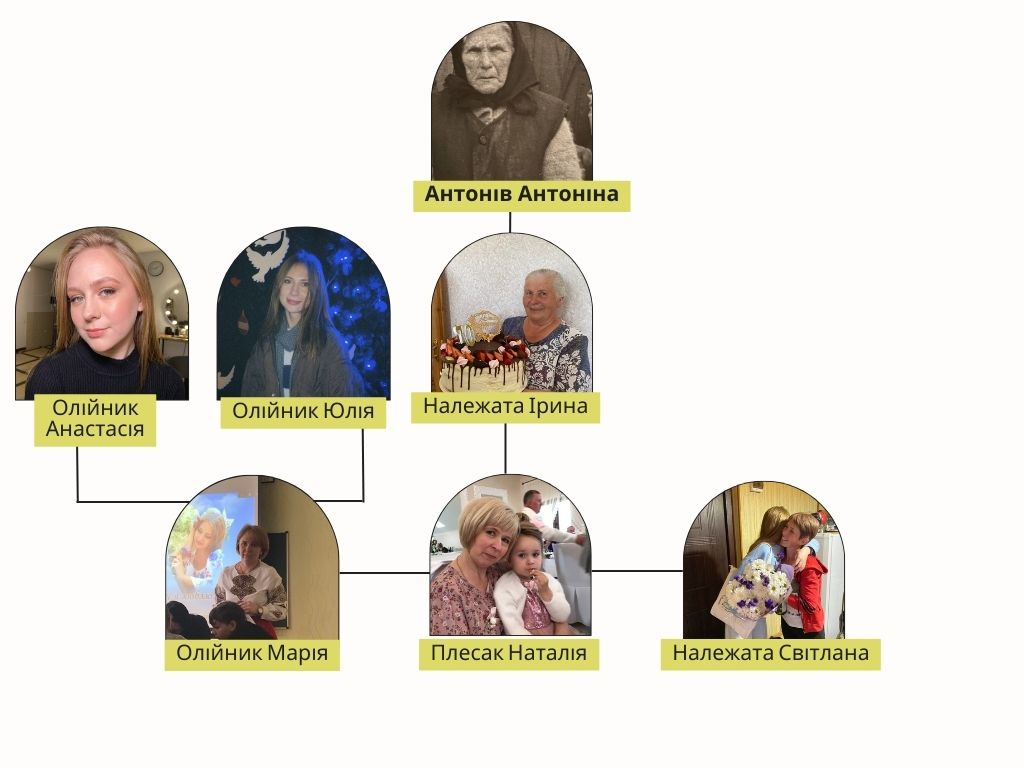 Антонів Антоніна
Олійник
Анастасія
Олійник Юлія
Належата Ірина
Олійник Марія
Плесак Наталія
Належата Світлана